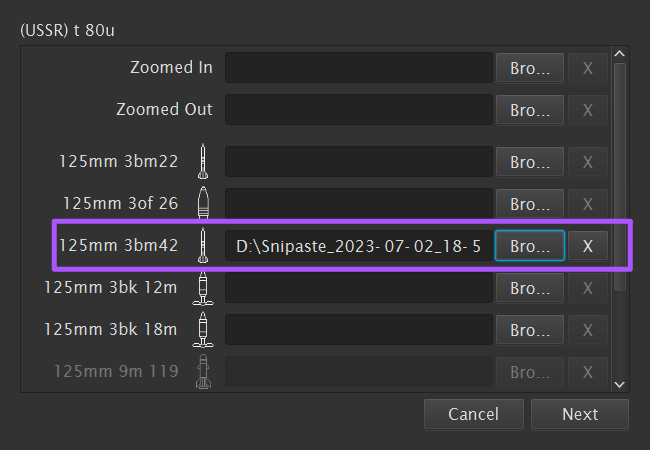 (USSR) t 80u
Zoomed In Bro... X
Zoomed Out Bro... X
125mm 3bm22 Bro... X
125mm 3of 26 Bro... X
125mm 3bm42 D:\Snipaste_2023- 07- 02_18- 5 Bro... X
125mm 3bk 12m Bro... X
125mm 3bk 18m Bro... X
125mm 9m 119 Bro... X
Cancel Next